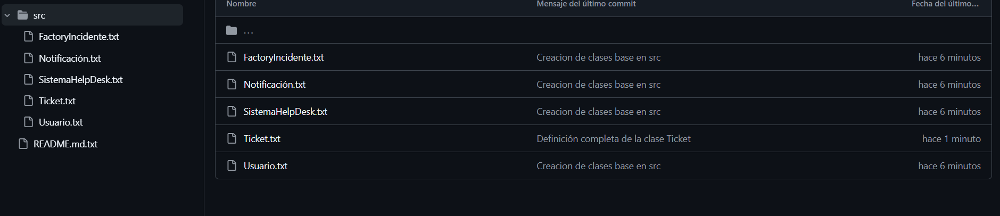 src
FactoryIncidente.txt
Notificación.txt
SistemaHelpDesk.txt
Ticket.txt
Usuario.txt
README.md.txt
Nombre Mensaje del último commit Fecha del último...
...
FactoryIncidente.txt Creacion de clases base en src hace 6 minutos
Notificación.txt Creacion de clases base en src hace 6 minutos
SistemaHelpDesk.txt Creacion de clases base en src hace 6 minutos
Ticket.txt Definición completa de la clase Ticket hace 1 minuto
Usuario.txt Creacion de clases base en src hace 6 minutos